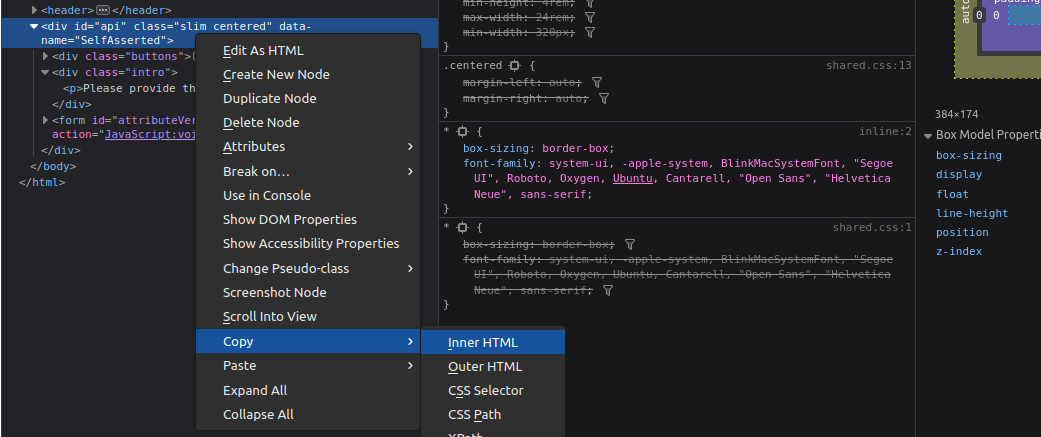 <header> </header>
<div id="api" class="slim centered" data-
name="SelfAsserted">
<div class="buttons">
<div class="intro">
<p>Please provide th
</div>
<form id="attributeVer
action="JavaScript:voi
</div>
</body>
</html>
Edit As HTML
Create New Node
Duplicate Node
Delete Node
Attributes
Break on…
Use in Console
Show DOM Properties
Show Accessibility Properties
Change Pseudo-class
Screenshot Node
Scroll Into View
Copy
Paste
Expand All
Collapse All
Inner HTML
Outer HTML
CSS Selector
CSS Path
XPath
min-height: 4rem;
max-width: 24rem;
min-width: 320px;
}
.centered { shared.css:13
margin-left: auto;
margin-right: auto;
}
* { inline:2
box-sizing: border-box;
font-family: system-ui, -apple-system, BlinkMacSystemFont, "Segoe
UI", Roboto, Oxygen, Ubuntu, Cantarell, "Open Sans", "Helvetica
Neue", sans-serif;
}
* { shared.css:1
box-sizing: border-box;
font-family: system-ui, -apple-system, BlinkMacSystemFont, "Segoe
UI", Roboto, Oxygen, Ubuntu, Cantarell, "Open Sans", "Helvetica
Neue", sans-serif;
}
padding
auto
0 0
384×174
Box Model Properti
box-sizing
display
float
line-height
position
z-index